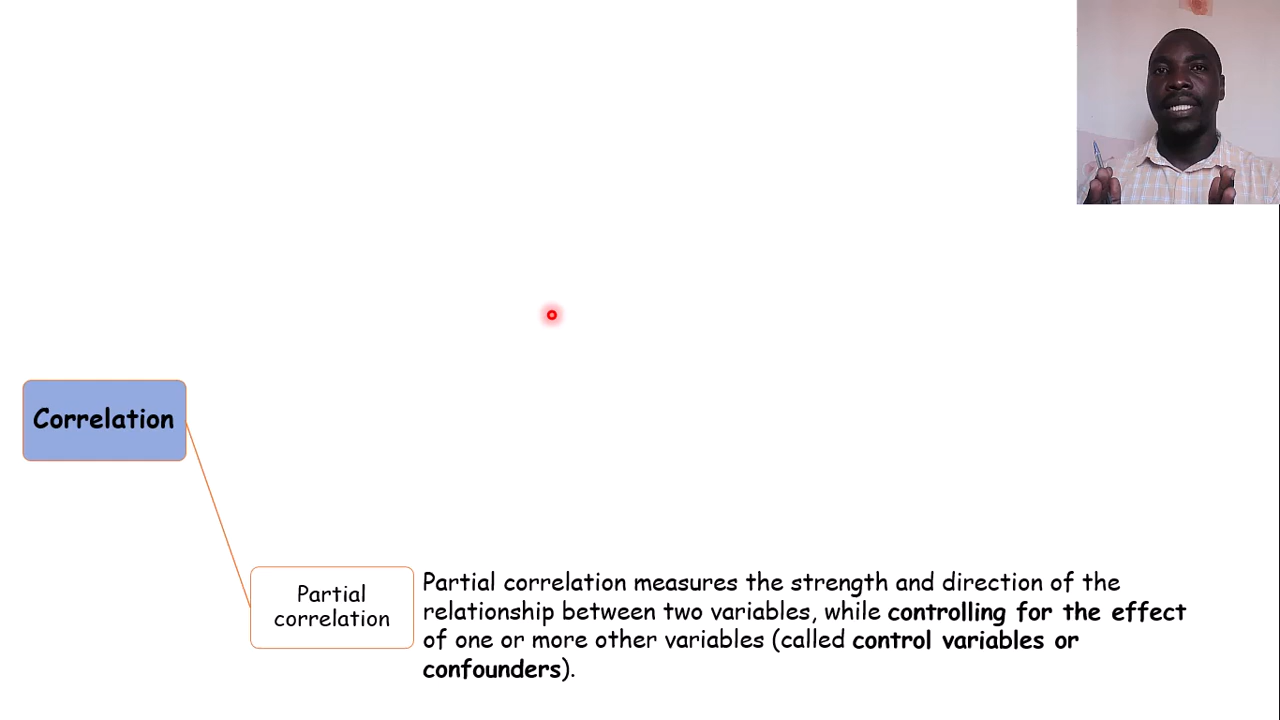 Correlation
Partial
correlation
Partial correlation measures the strength and direction of the
relationship between two variables, while controlling for the effect
of one or more other variables (called control variables or
confounders).